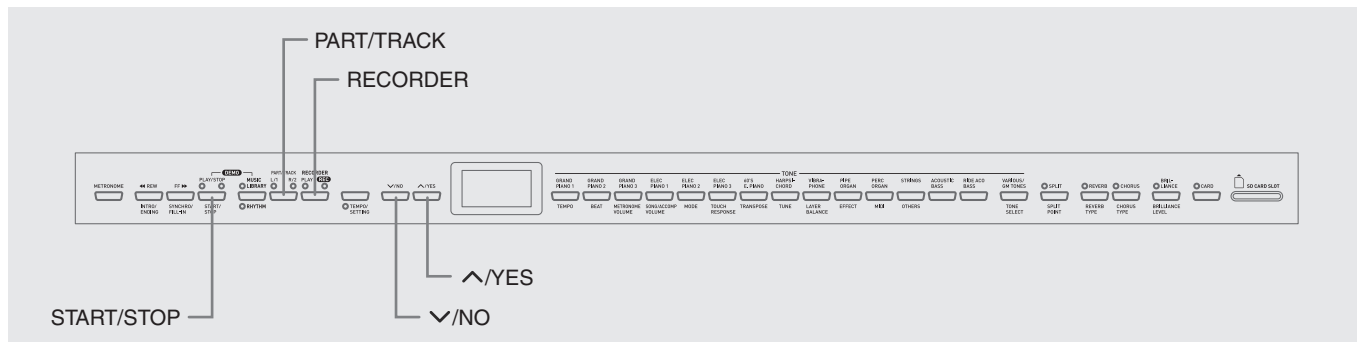 PART/TRACK
RECORDER
TONE
DEMO
METRONOME
REW
FF
PLAY/STOP
MUSIC LIBRARY
PART/TRACK
L/1 R/2
RECORDER
PLAY REC
∨/NO
∧/YES
GRAND PIANO 1
GRAND PIANO 2
GRAND PIANO 3
ELEC PIANO 1
ELEC PIANO 2
ELEC PIANO 3
60'S E. PIANO
HARPSI-CHORD
VIBRA-PHONE
PIPE ORGAN
PERC ORGAN
STRINGS
ACOUSTIC BASS
RIDE ACO BASS
VARIOUS/GM TONES
SPLIT
REVERB
CHORUS
BRIL-LIANCE
CARD
SD CARD SLOT
INTRO/ENDING
SYNCHRO/FILL-IN
START/STOP
RHYTHM
TEMPO/SETTING
TEMPO
BEAT
METRONOME VOLUME
SONG/ACCOMP VOLUME
MODE
TOUCH RESPONSE
TRANSPOSE
TUNE
LAYER BALANCE
EFFECT
MIDI
OTHERS
TONE SELECT
SPLIT POINT
REVERB TYPE
CHORUS TYPE
BRILLIANCE LEVEL
∧/YES
START/STOP
∨/NO